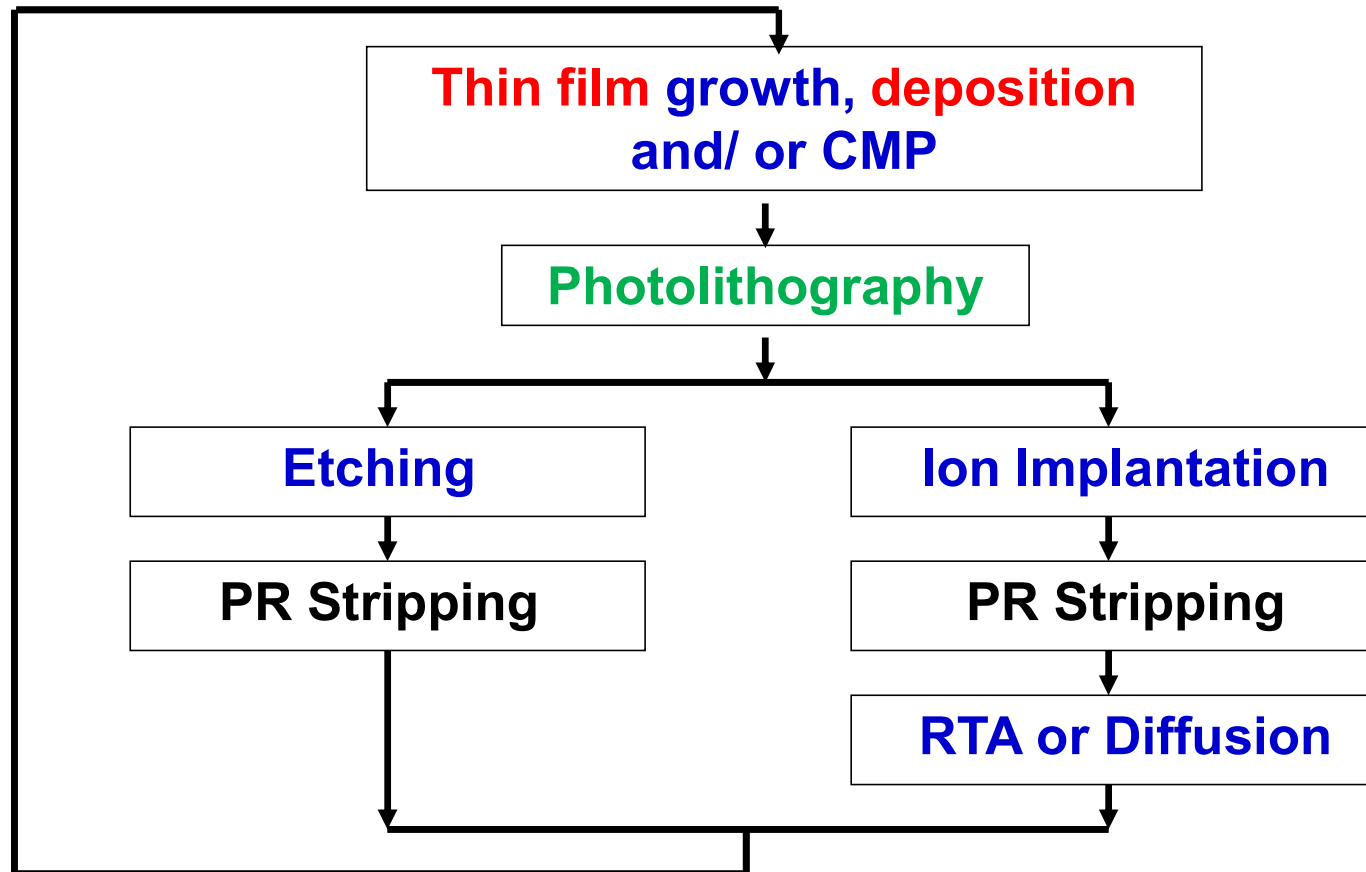 Thin film growth, deposition
and/ or CMP
Photolithography
Etching
Ion Implantation
PR Stripping
PR Stripping
RTA or Diffusion